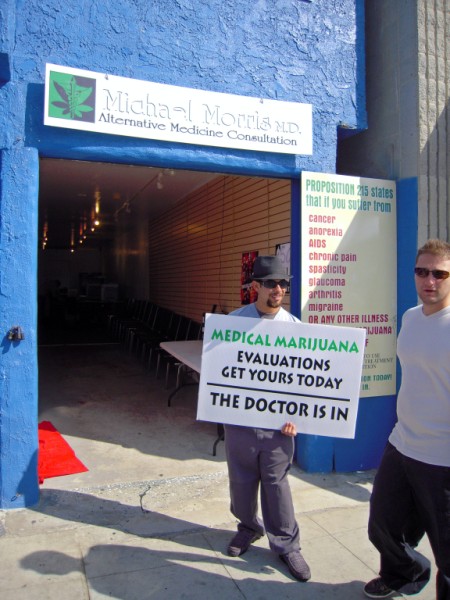 Michael Morris M.D.
Alternative Medicine Consultation
PROPOSITION 215 states
that if you suffer from
cancer
anorexia
AIDS
chronic pain
spasticity
glaucoma
arthritis
migraine
OR ANY OTHER ILLNESS
MARIJUANA
MEDICAL MARIJUANA
EVALUATIONS
GET YOURS TODAY
THE DOCTOR IS IN